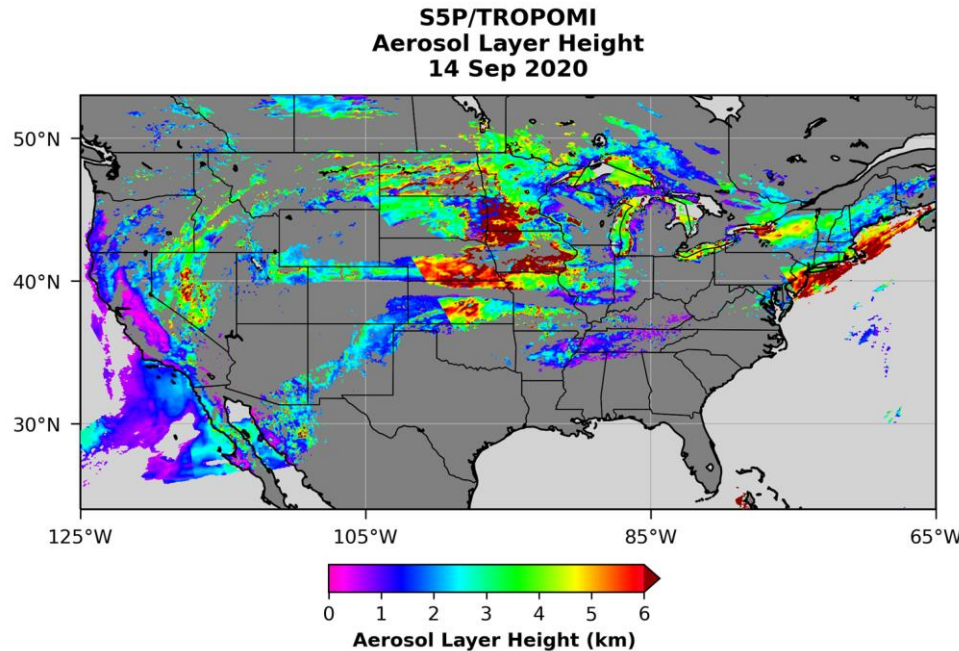 S5P/TROPOMI
Aerosol Layer Height
14 Sep 2020
50°N
40°N
30°N
125°W
105°W
85°W
65°W
0 1 2 3 4 5 6
Aerosol Layer Height (km)